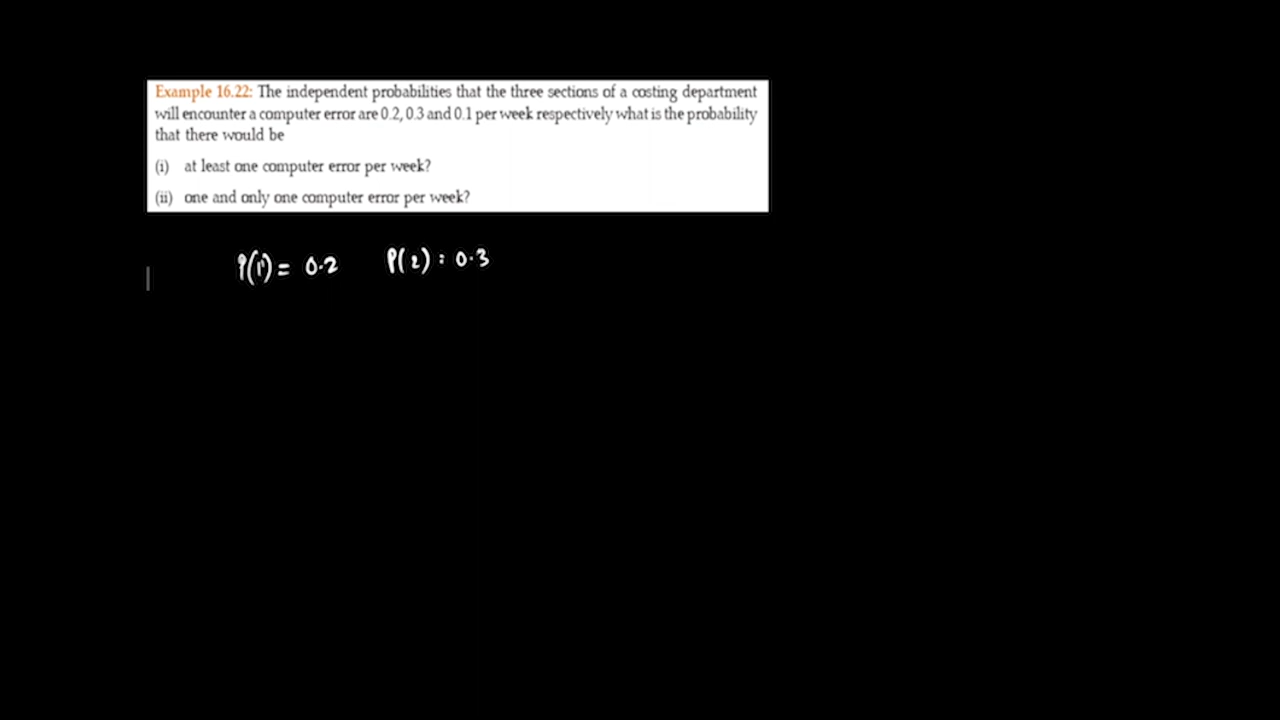 Example 16.22: The independent probabilities that the three sections of a costing department
will encounter a computer error are 0.2, 0.3 and 0.1 per week respectively what is the probability
that there would be
(i) at least one computer error per week?
(ii) one and only one computer error per week?
P(1) = 0.2 P(2) : 0.3